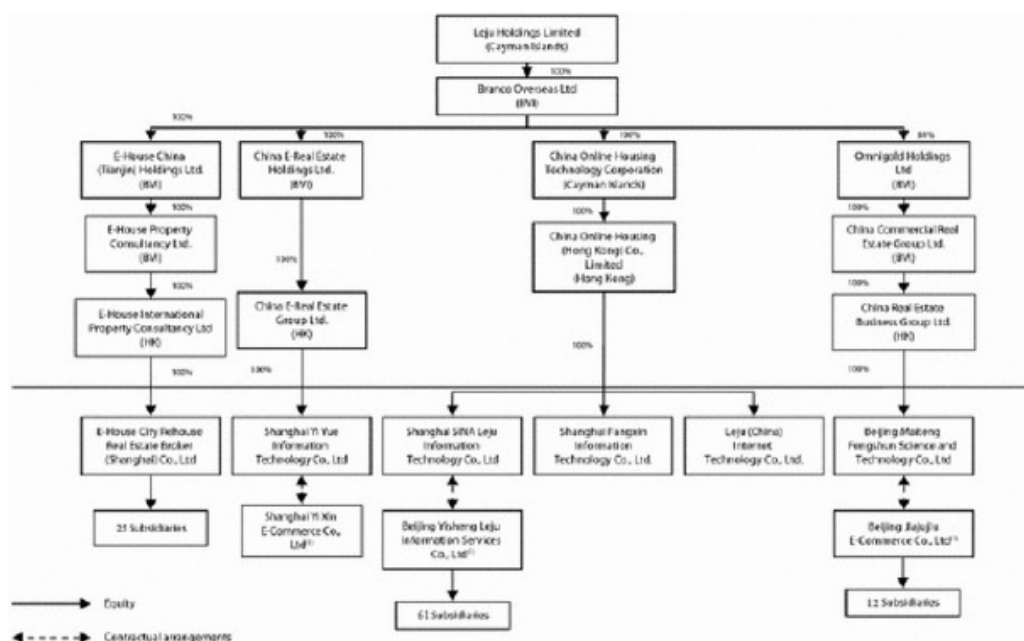 Leju Holdings Limited
(Cayman Islands)
100%
Branco Overseas Ltd
(BVI)
100%
100%
100%
84%
E-House China
(Tianjin) Holdings Ltd.
(BVI)
China E-Real Estate
Holdings Ltd.
(BVI)
China Online Housing
Technology Corporation
(Cayman Islands)
Omnigold Holdings
Ltd
(BVI)
100%
100%
100%
E-House Property
Consultancy Ltd.
(BVI)
China Online Housing
(Hong Kong) Co.,
Limited
(Hong Kong)
China Commercial Real
Estate Group Ltd.
(BVI)
100%
100%
100%
E-House International
Property Consultancy Ltd
(HK)
China E-Real Estate
Group Ltd.
(HK)
China Real Estate
Business Group Ltd.
(HK)
100%
100%
100%
100%
E-House City Rehouse
Real Estate Broker
(Shanghai) Co., Ltd
Shanghai Yi Yue
Information
Technology Co., Ltd
Shanghai SINA Leju
Information
Technology Co., Ltd
Shanghai Fangxin
Information
Technology Co., Ltd.
Leju (China)
Internet
Technology Co., Ltd.
Beijing Maiteng
Fengshun Science and
Technology Co., Ltd
Shanghai Yi Xin
E-Commerce Co.,
Ltd
Beijing Yisheng Leju
Information Services
Co., Ltd
Beijing Jiajujiu
E-Commerce Co., Ltd
Subsidiaries
61 Subsidiaries
12 Subsidiaries
Equity
Contractual arrangements